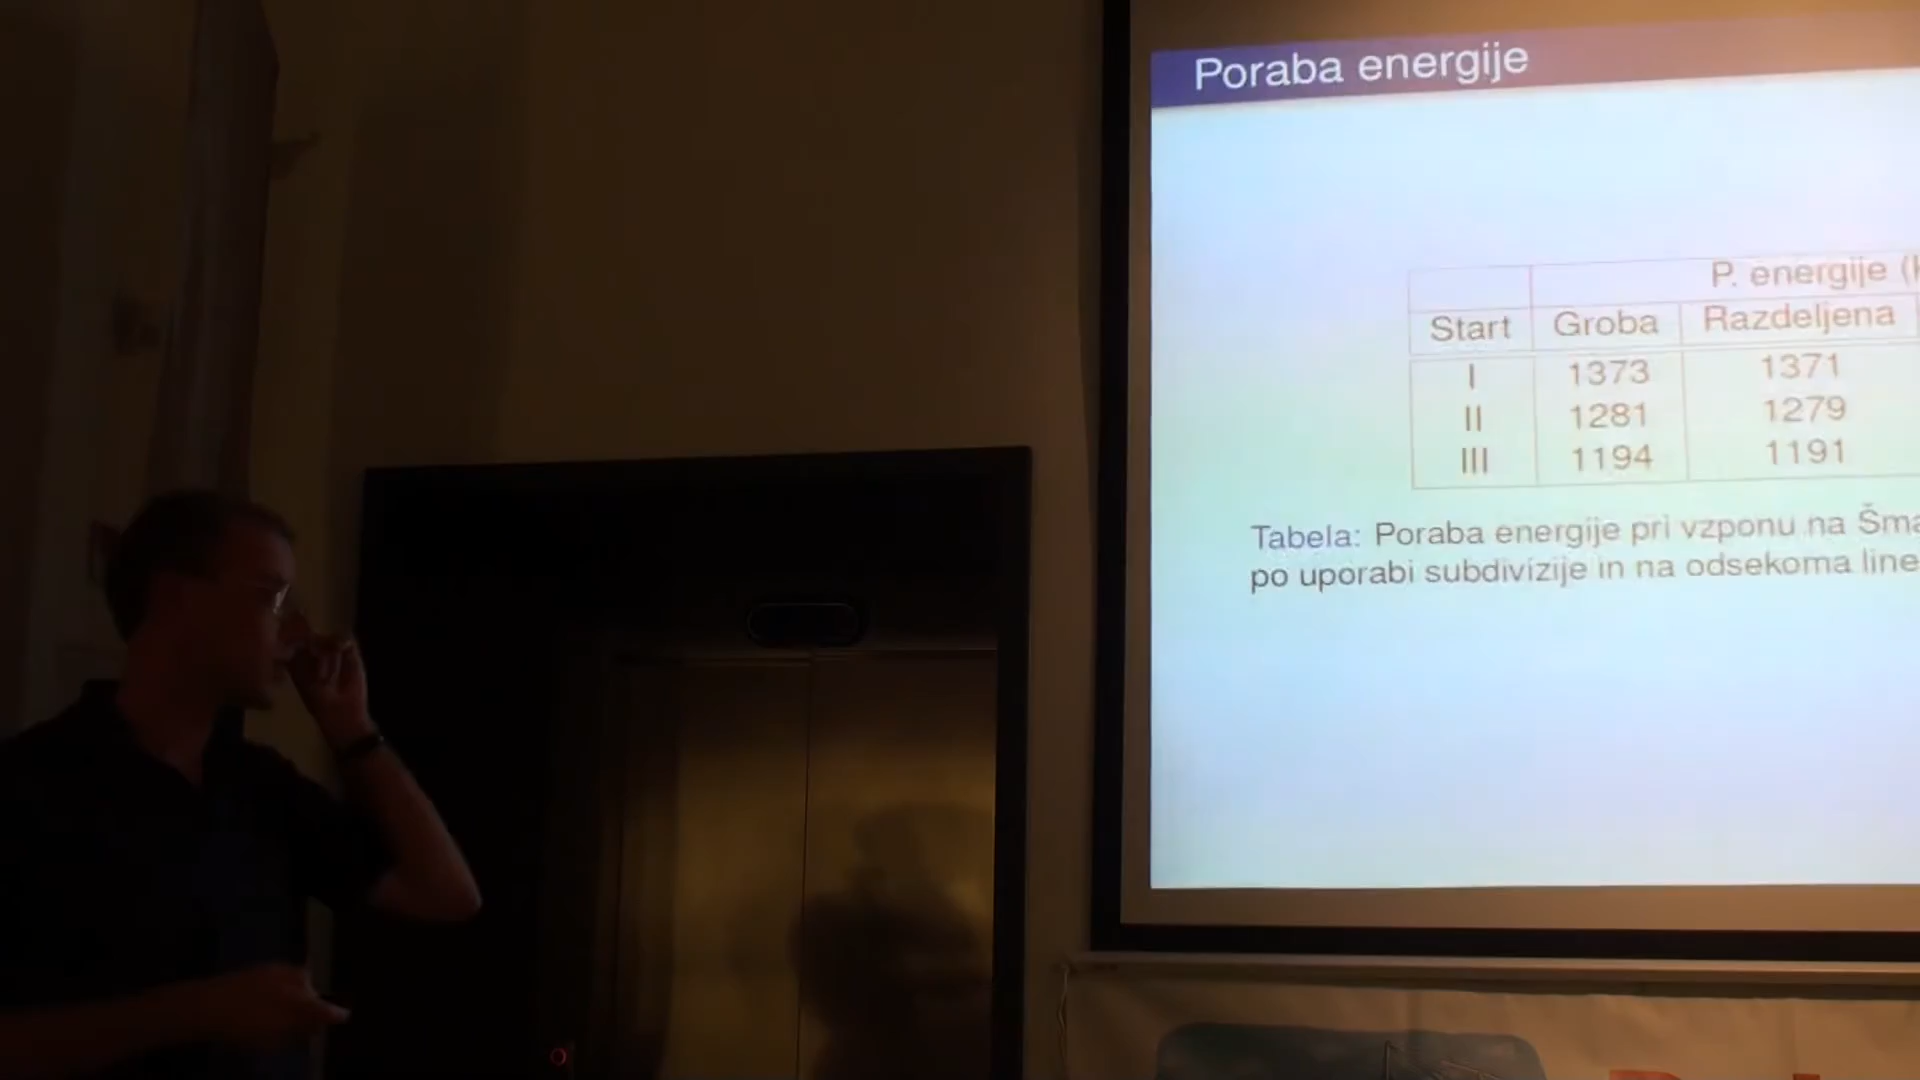 Poraba energije
P. energije (
Start Groba Razdeljena
I 1373 1371
II 1281 1279
III 1194 1191
Tabela: Poraba energije pri vzponu na
po uporabi subdivizije in na odsekoma